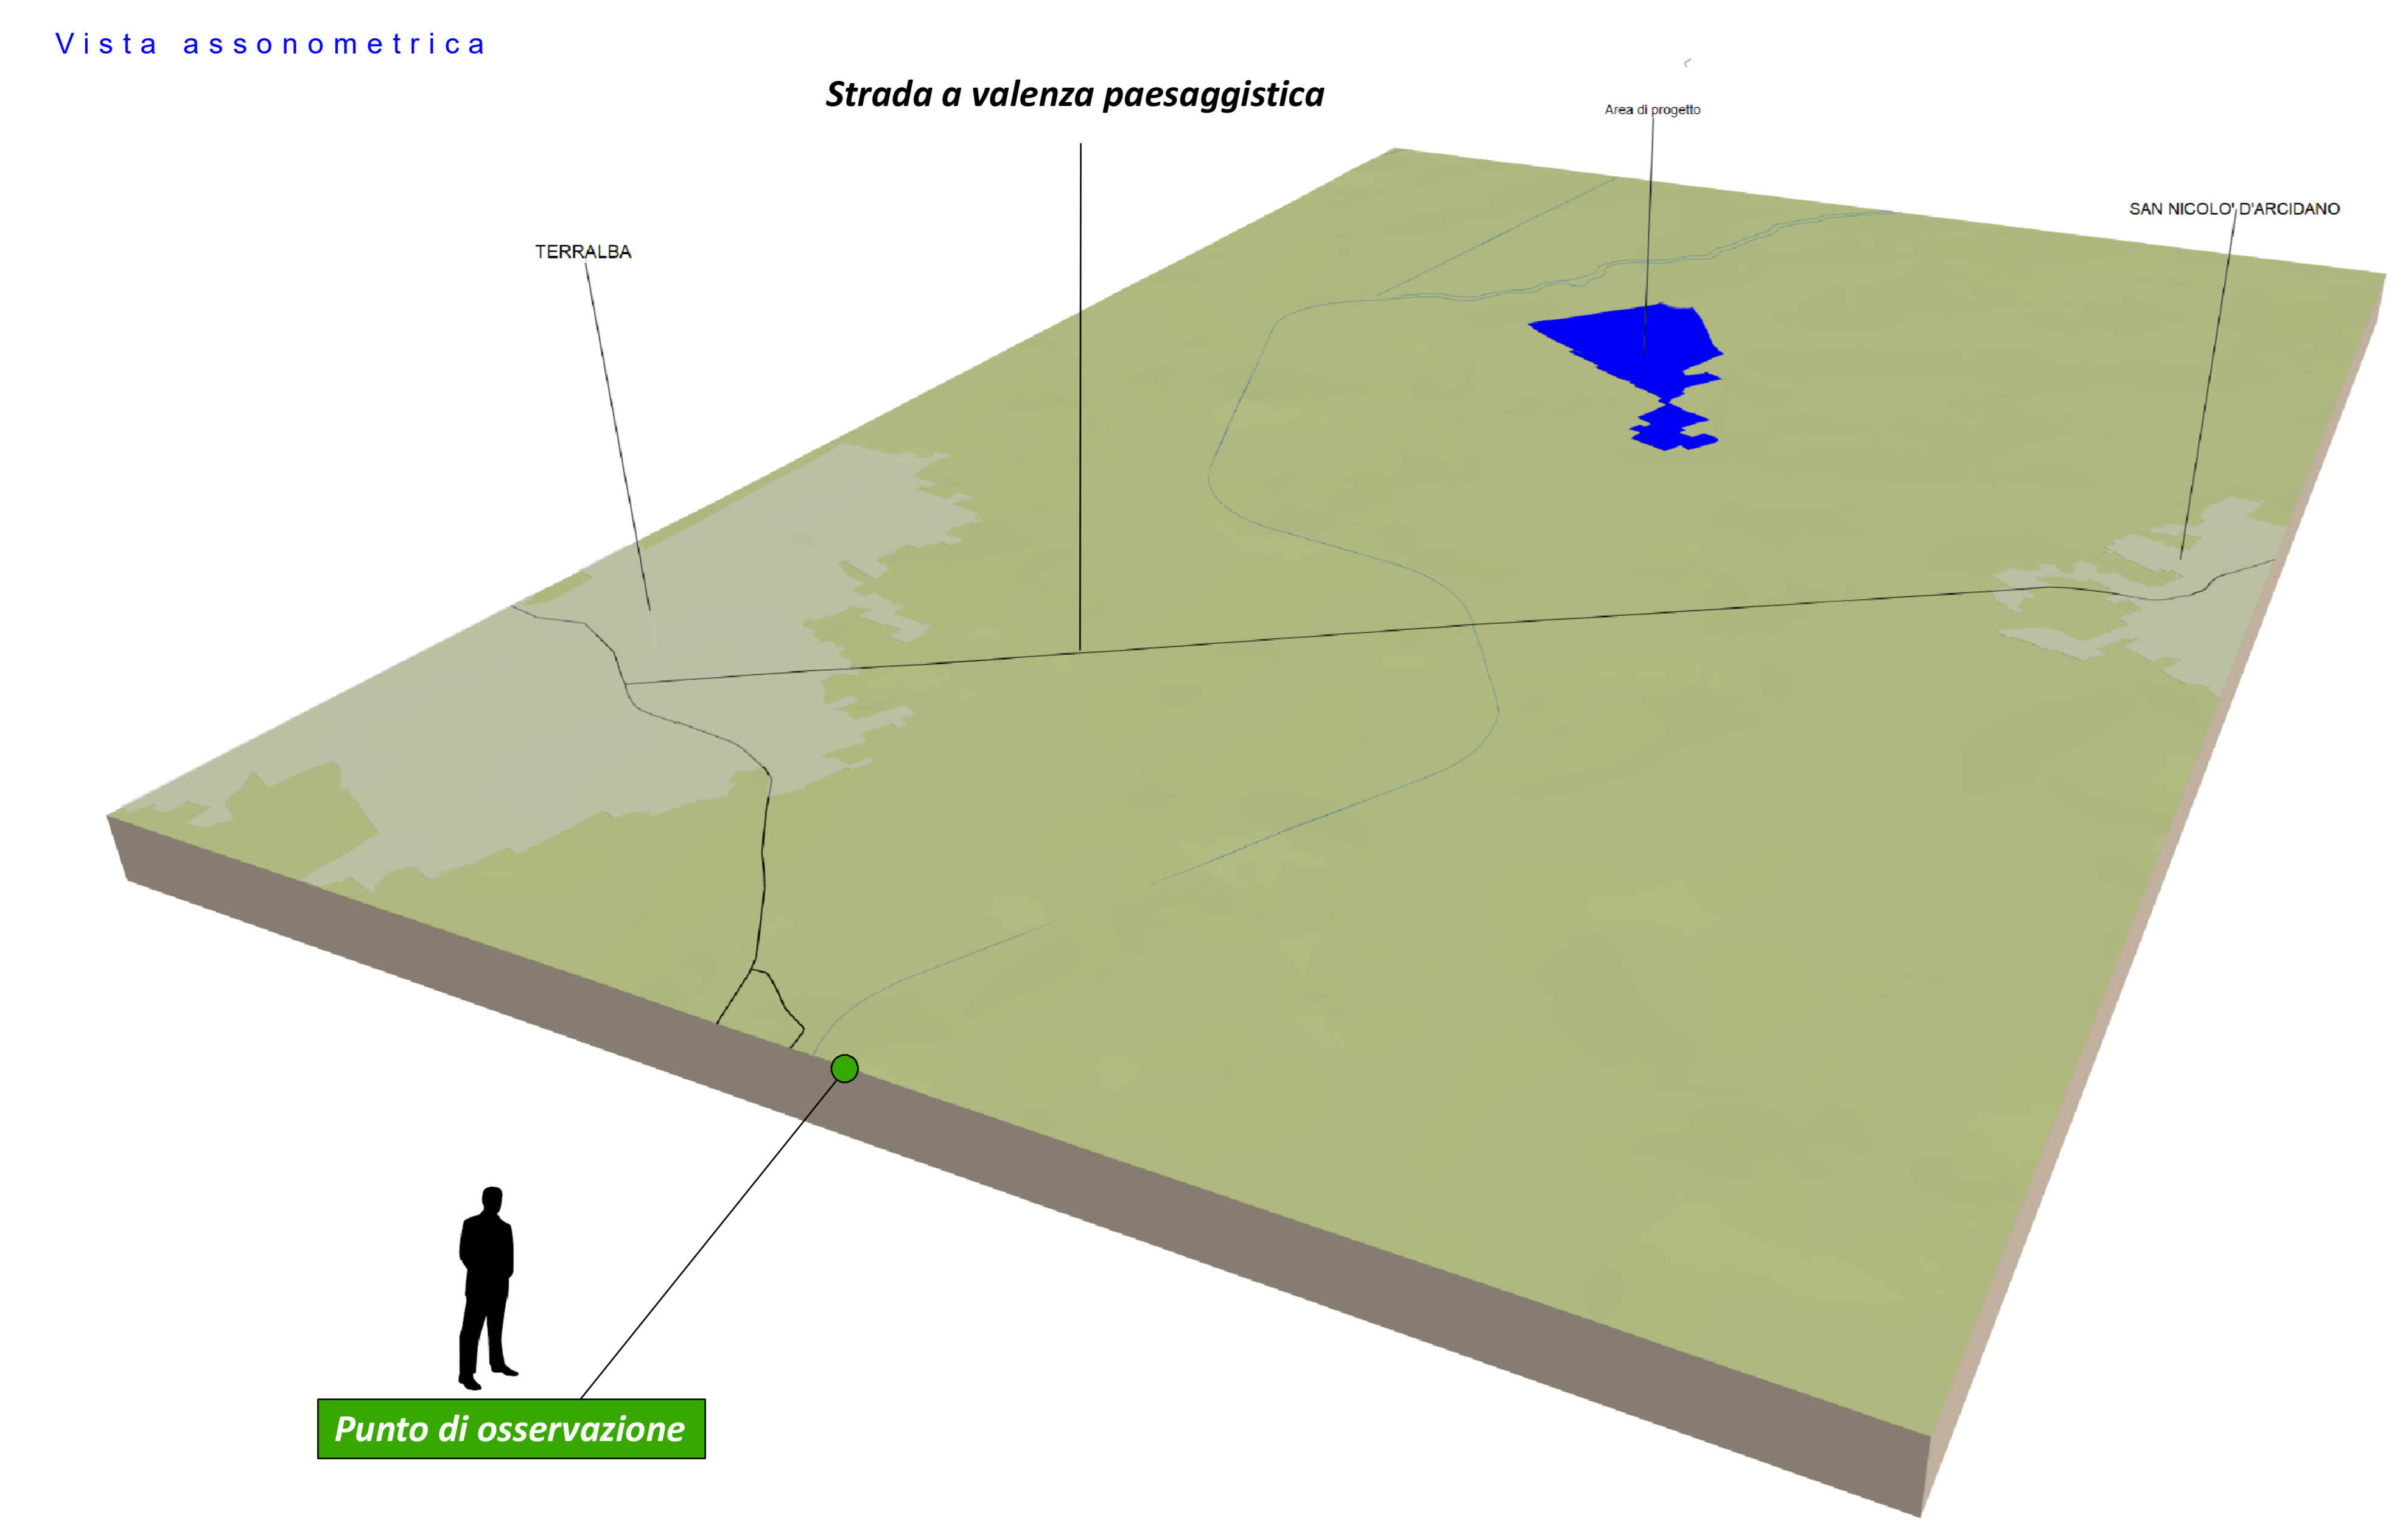 Vista assonometrica
Strada a valenza paesaggistica
Area di progetto
SAN NICOLO' D'ARCIDANO
TERRALBA
Punto di osservazione